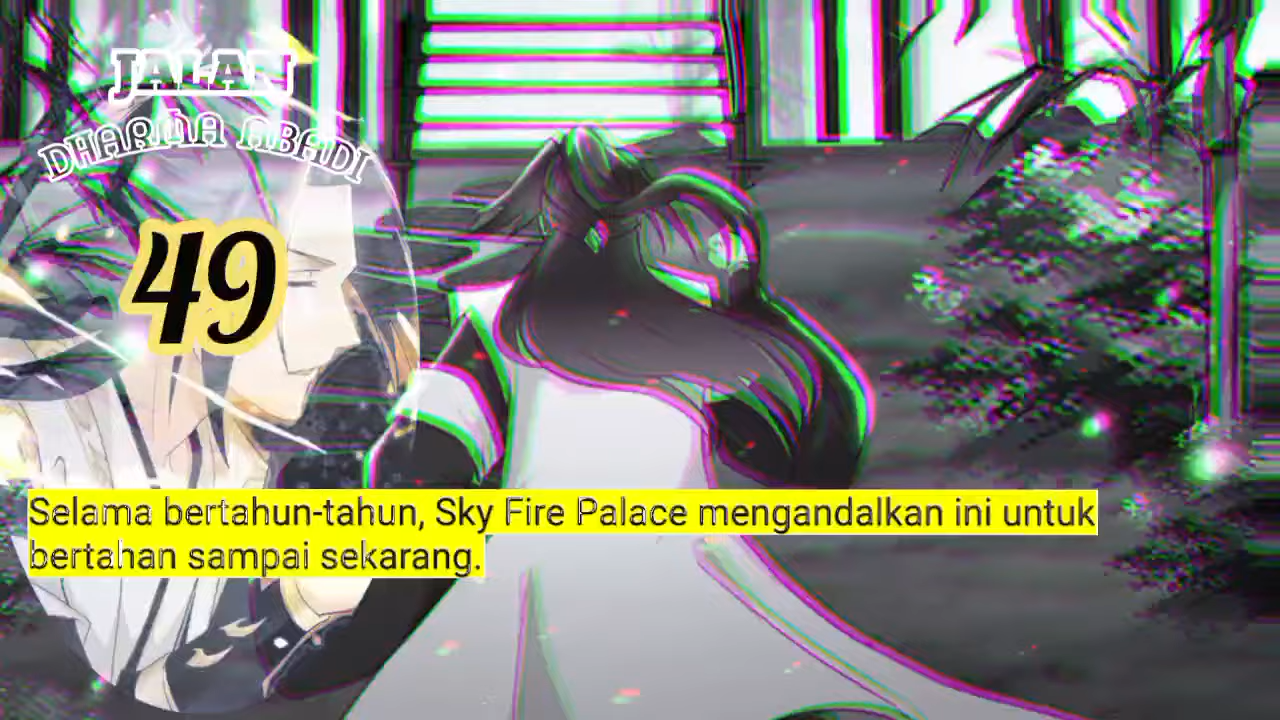 JALAN
DHARMA ABADI
49
Selama bertahun-tahun, Sky Fire Palace mengandalkan ini untuk
bertahan sampai sekarang.